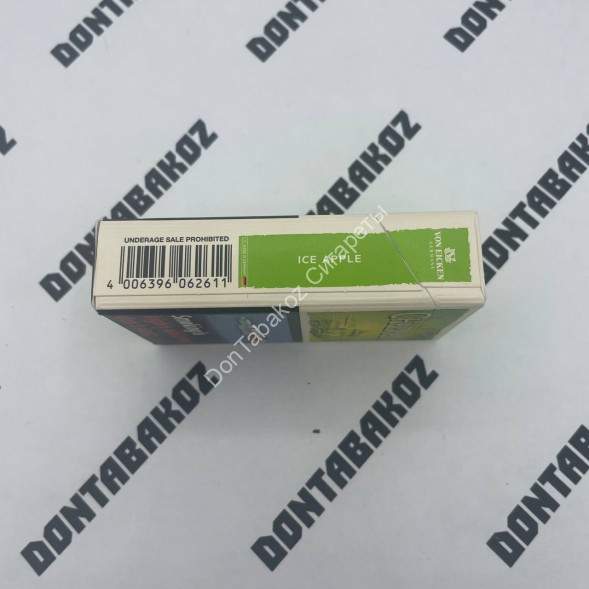 DONTABAKOZ
DONTABAKOZ
DONTABAKOZ
DONTABAKOZ
UNDERAGE SALE PROHIBITED
4 006396 062611
ICE APPLE
VON EICKEN
GERMANY
Smoking
DonTabakoz Сигареты
DONTABAKOZ
DONTABAKOZ
DONTABAKOZ